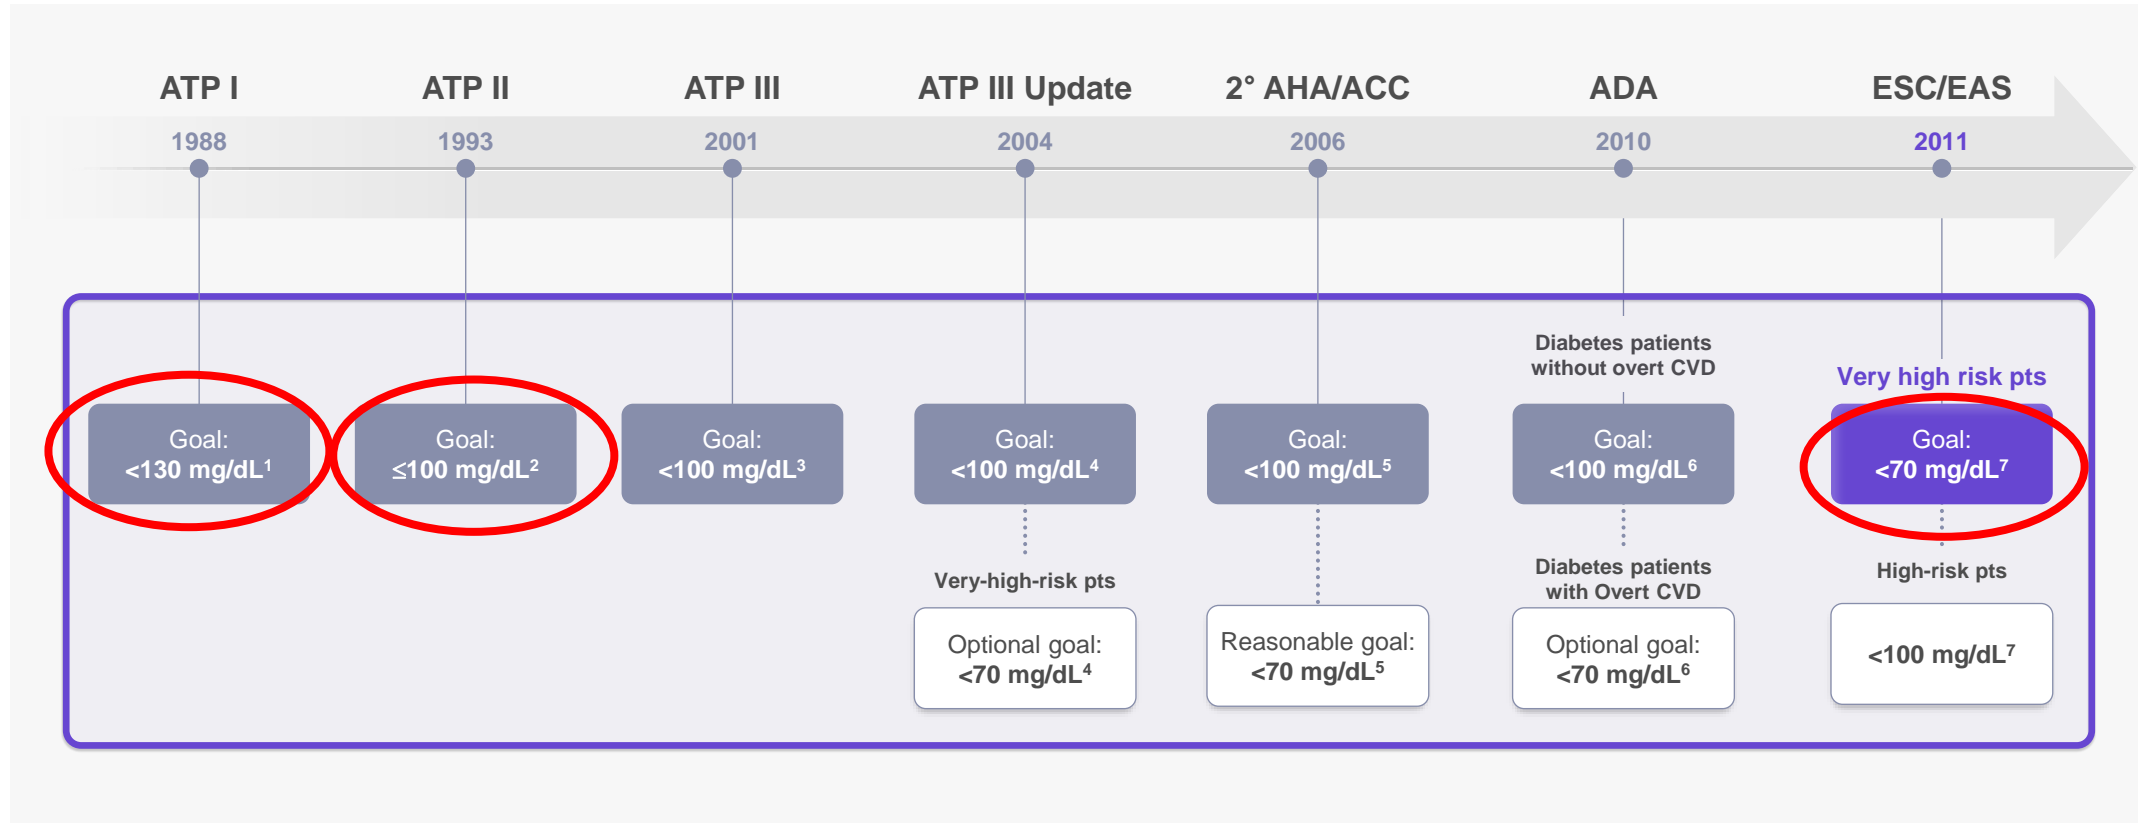 ATP I
ATP II
ATP III
ATP III Update
2° AHA/ACC
ADA
ESC/EAS
1988
1993
2001
2004
2006
2010
2011
Goal:
<130 mg/dL¹
Goal:
≤100 mg/dL²
Goal:
<100 mg/dL³
Goal:
<100 mg/dL⁴
Very-high-risk pts
Optional goal:
<70 mg/dL⁴
Goal:
<100 mg/dL⁵
Reasonable goal:
<70 mg/dL⁵
Diabetes patients
without overt CVD
Goal:
<100 mg/dL⁶
Diabetes patients
with Overt CVD
Optional goal:
<70 mg/dL⁶
Very high risk pts
Goal:
<70 mg/dL⁷
High-risk pts
<100 mg/dL⁷